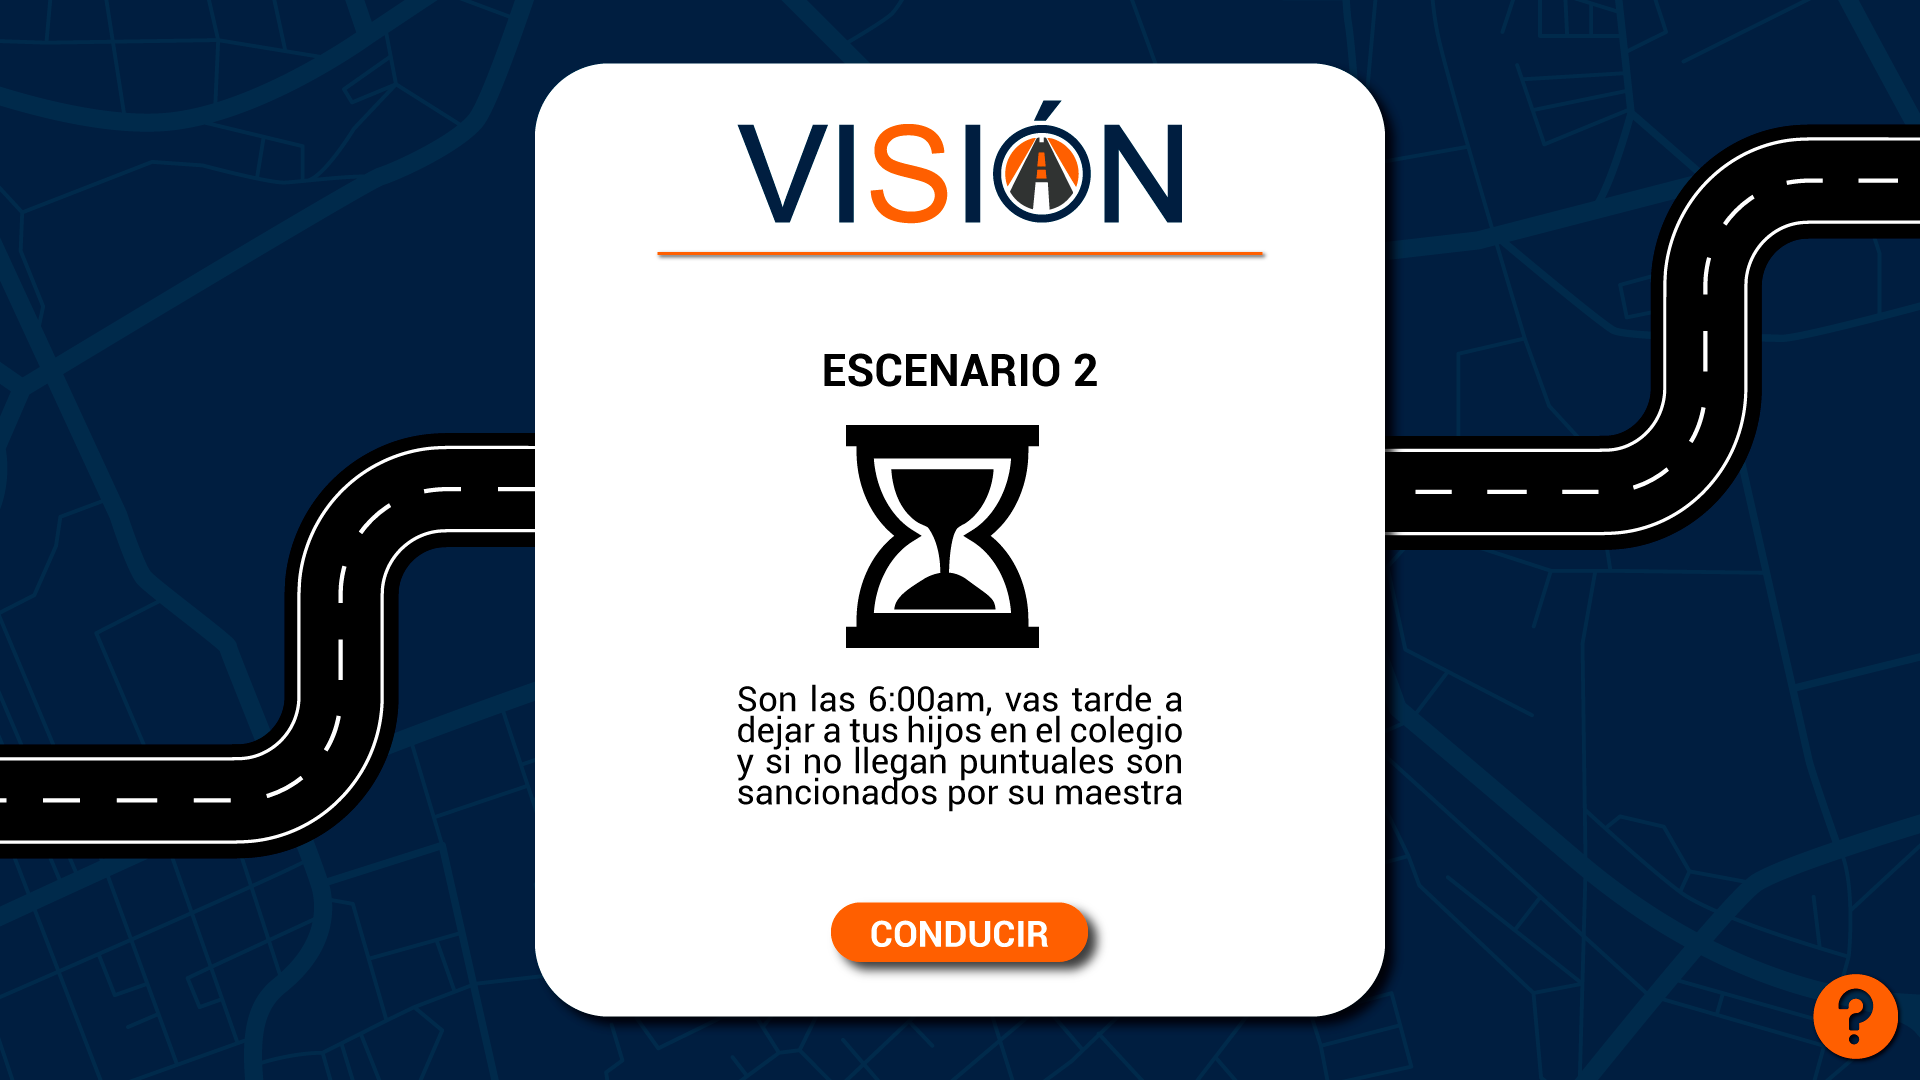 VISIÓN
ESCENARIO 2
Son las 6:00am, vas tarde a
dejar a tus hijos en el colegio
y si no llegan puntuales son
sancionados por su maestra
CONDUCIR
?